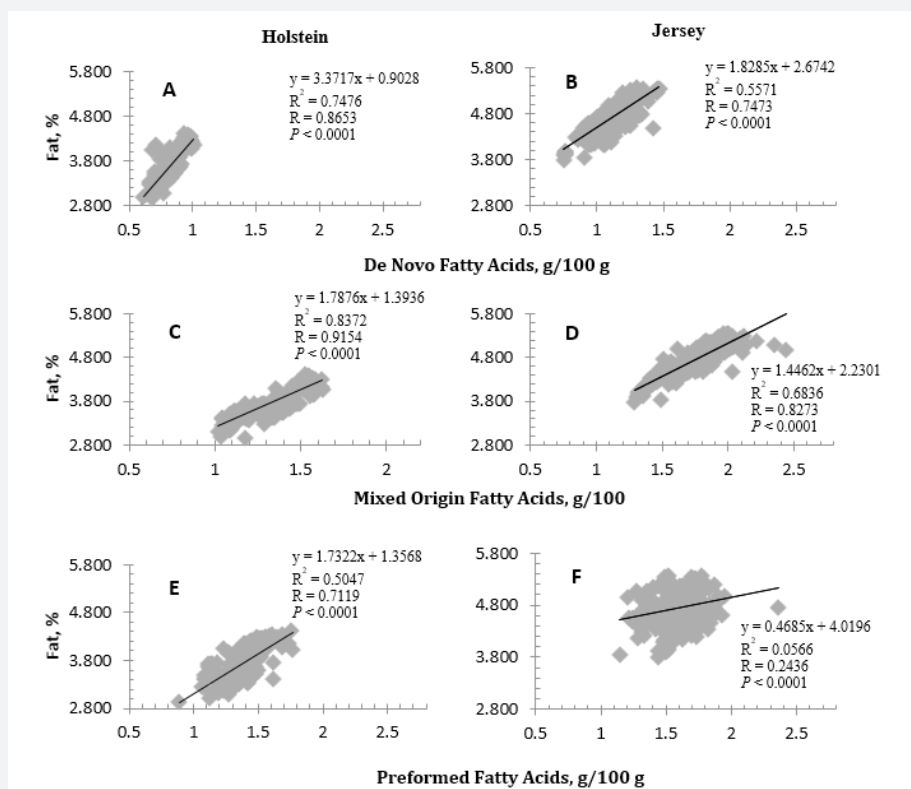 Holstein
Jersey
A
y = 3.3717x + 0.9028
R² = 0.7476
R = 0.8653
P < 0.0001
Fat, %
5.800
4.800
3.800
2.800
0.5 1 1.5 2 2.5
B
y = 1.8285x + 2.6742
R² = 0.5571
R = 0.7473
P < 0.0001
5.800
4.800
3.800
2.800
0.5 1 1.5 2 2.5
De Novo Fatty Acids, g/100 g
C
y = 1.7876x + 1.3936
R² = 0.8372
R = 0.9154
P < 0.0001
Fat, %
5.800
4.800
3.800
2.800
0.5 1 1.5 2
D
y = 1.4462x + 2.2301
R² = 0.6836
R = 0.8273
P < 0.0001
5.800
4.800
3.800
2.800
0.5 1 1.5 2 2.5
Mixed Origin Fatty Acids, g/100
E
y = 1.7322x + 1.3568
R² = 0.5047
R = 0.7119
P < 0.0001
Fat, %
5.800
4.800
3.800
2.800
0.5 1 1.5 2 2.5
F
y = 0.4685x + 4.0196
R² = 0.0566
R = 0.2436
P < 0.0001
5.800
4.800
3.800
2.800
0.5 1 1.5 2 2.5
Preformed Fatty Acids, g/100 g